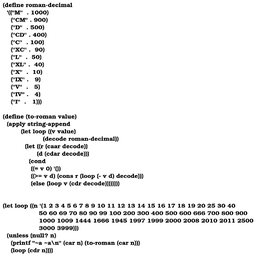 (define roman-decimal
'(("M" . 1000)
("CM" . 900)
("D" . 500)
("CD" . 400)
("C" . 100)
("XC" . 90)
("L" . 50)
("XL" . 40)
("X" . 10)
("IX" . 9)
("V" . 5)
("IV" . 4)
("I" . 1)))
(define (to-roman value)
(apply string-append
(let loop ((v value)
(decode roman-decimal))
(let ((r (caar decode))
(d (cdar decode)))
(cond
((= v 0) '())
((>= v d) (cons r (loop (- v d) decode)))
(else (loop v (cdr decode))))))))
(let loop ((n '(1 2 3 4 5 6 7 8 9 10 11 12 13 14 15 16 17 18 19 20 25 30 40
50 60 69 70 80 90 99 100 200 300 400 500 600 666 700 800 900
1000 1009 1444 1666 1945 1997 1999 2000 2008 2010 2011 2500
3000 3999)))
(unless (null? n)
(printf "~a ~a\n" (car n) (to-roman (car n)))
(loop (cdr n))))